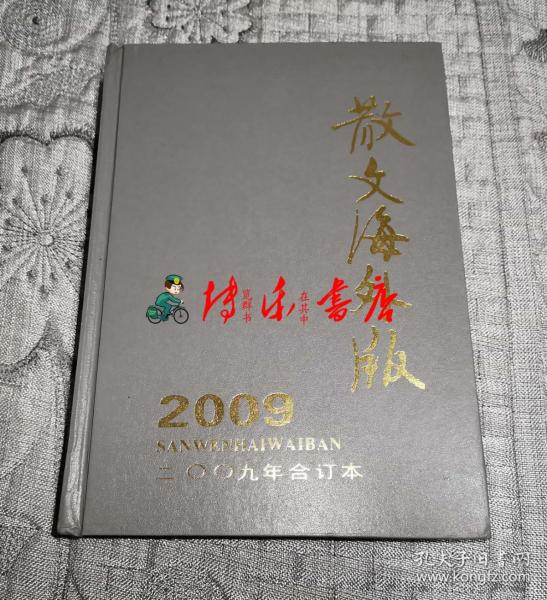 散文海外版
博乐书店
览群书
在其中
2009
SANWENHAIWAIBAN
二〇〇九年合订本
孔夫子旧书网
www.kongfz.com